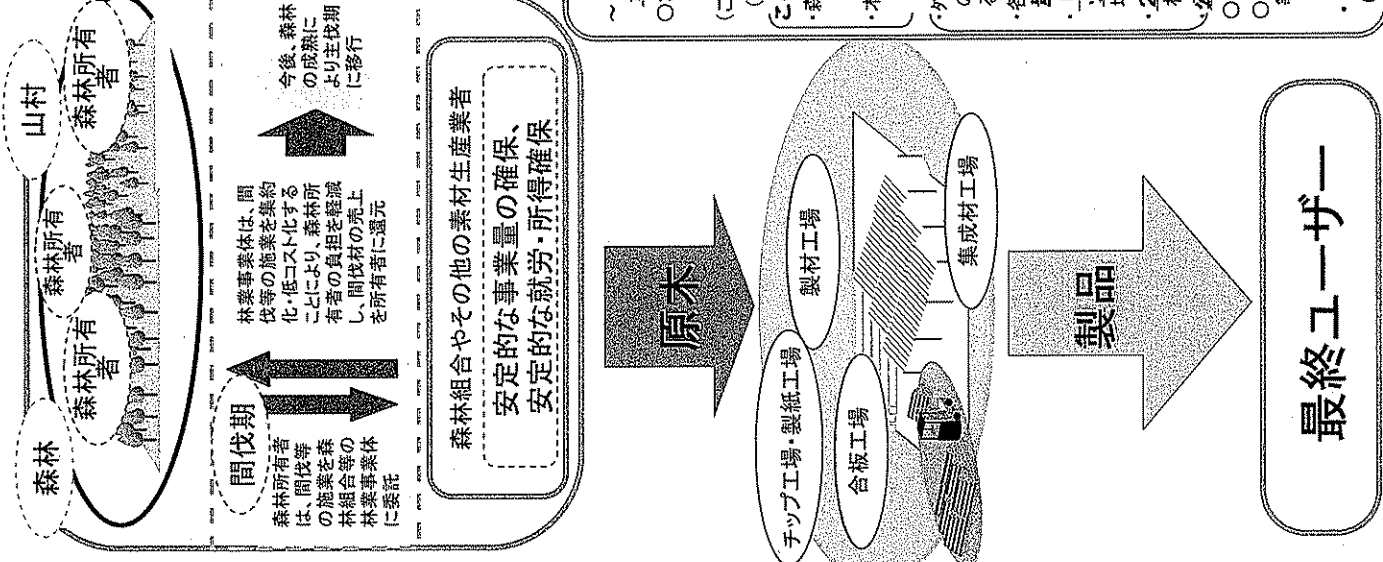 山村
森林
森林所有
者
森林所有
者
森林所有
者
間伐期
森林所有者
は、間伐等
の施業を森
林組合等の
林業事業体
に委託
林業事業体は、間
伐等の施業を集約
化・低コスト化する
ことにより、森林所
有者の負担を軽減
し、間伐材の売上
を所有者に還元
今後、森林
の成熟に
より主伐期
に移行
森林組合やその他の素材生産業者
安定的な事業量の確保、
安定的な就労・所得確保
原木
チップ工場・製紙工場
製材工場
合板工場
集成材工場
製品
最終ユーザー